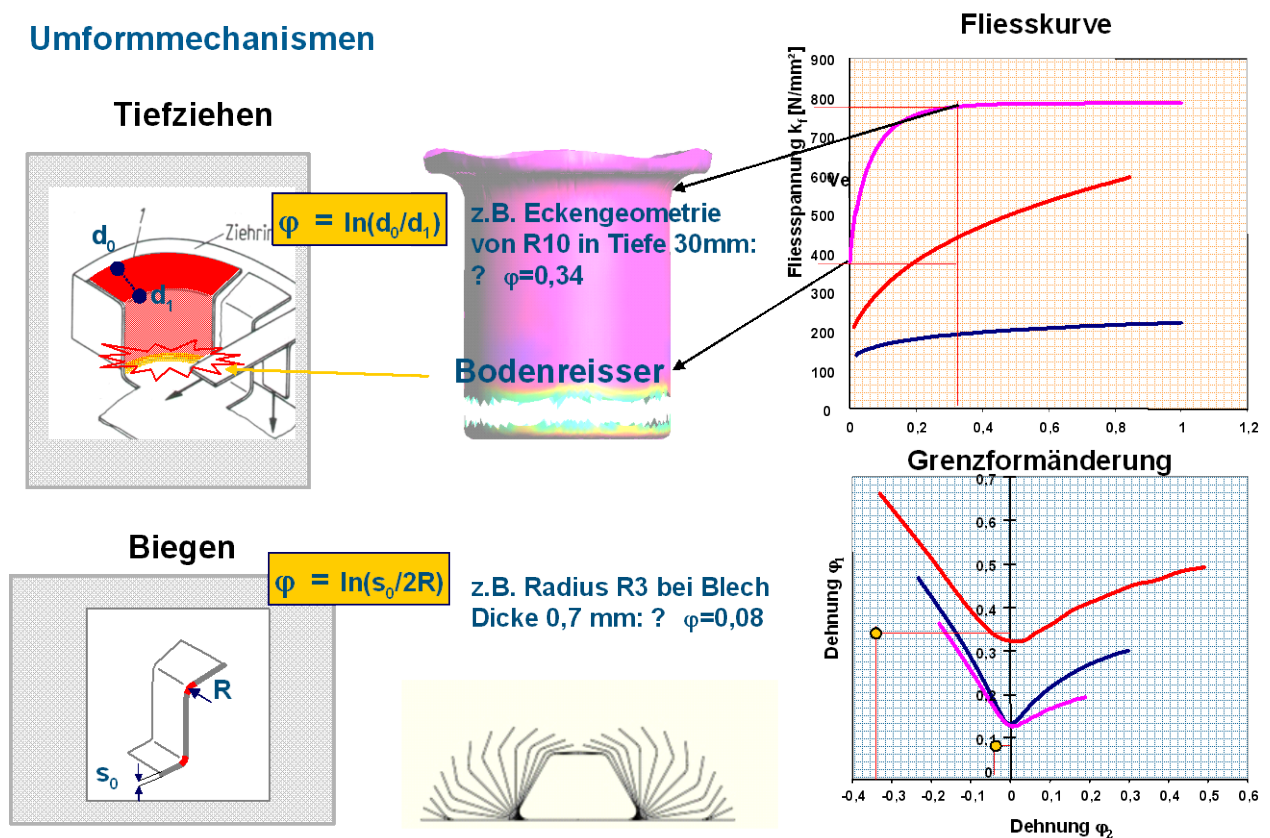 Umformmechanismen
Tiefziehen
1
Ziehrin
d₀
d₁
φ = ln(d₀/d₁)
z.B. Eckengeometrie
von R10 in Tiefe 30mm:
? φ=0,34
Bodenreisser
Biegen
φ = ln(s₀/2R)
z.B. Radius R3 bei Blech
Dicke 0,7 mm: ? φ=0,08
R
s₀
Fliesskurve
Fliessspannung k_f [N/mm²]
Ve
900
800
700
600
500
400
300
200
100
0
0 0,2 0,4 0,6 0,8 1 1,2
Grenzformänderung
Dehnung φ₁
0,7
0,6
0,5
0,4
0,3
0,2
0,1
0
-0,4 -0,3 -0,2 -0,1 0 0,1 0,2 0,3 0,4 0,5 0,6
Dehnung φ₂